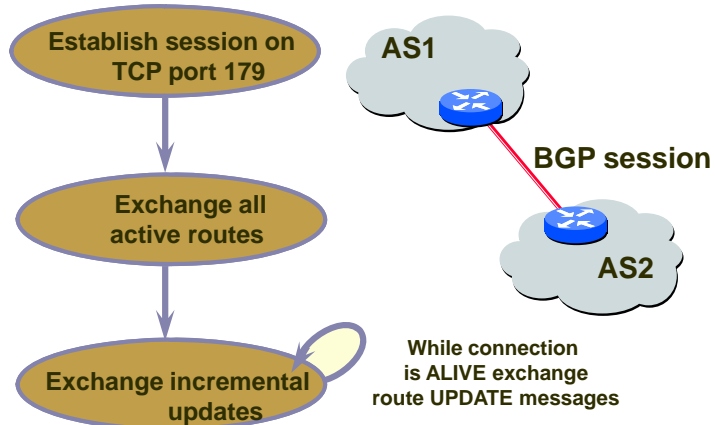 Establish session on
TCP port 179
AS1
BGP session
Exchange all
active routes
AS2
While connection
is ALIVE exchange
route UPDATE messages
Exchange incremental
updates